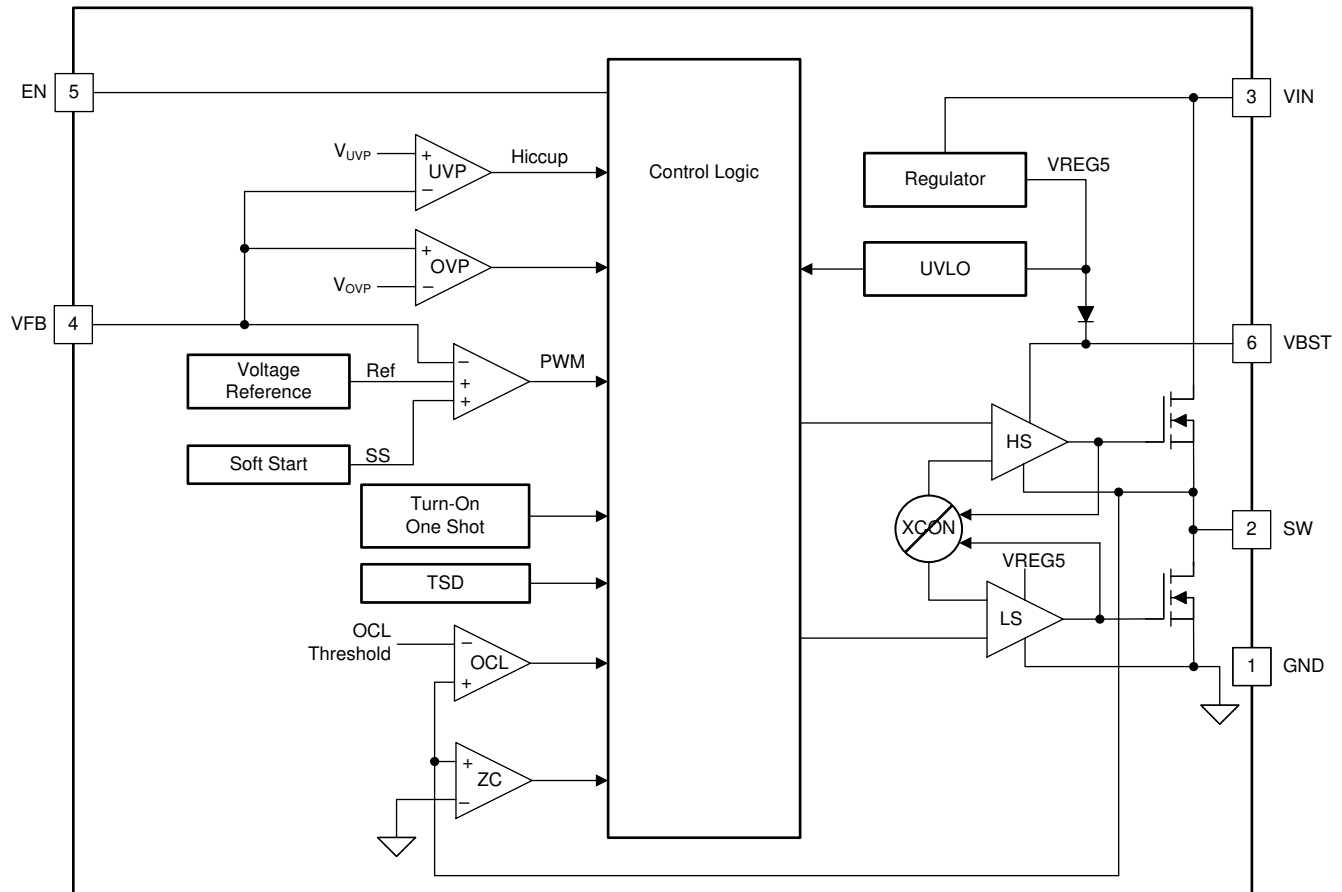 EN 5
3 VIN
V_UVP + UVP − Hiccup
Control Logic
Regulator VREG5
+ OVP
V_OVP −
UVLO
VFB 4
6 VBST
Voltage
Reference
Ref
−
+
+
PWM
Soft Start SS
HS
Turn-On
One Shot
XCON
2 SW
TSD
VREG5
LS
OCL
Threshold
− OCL +
1 GND
+ ZC −